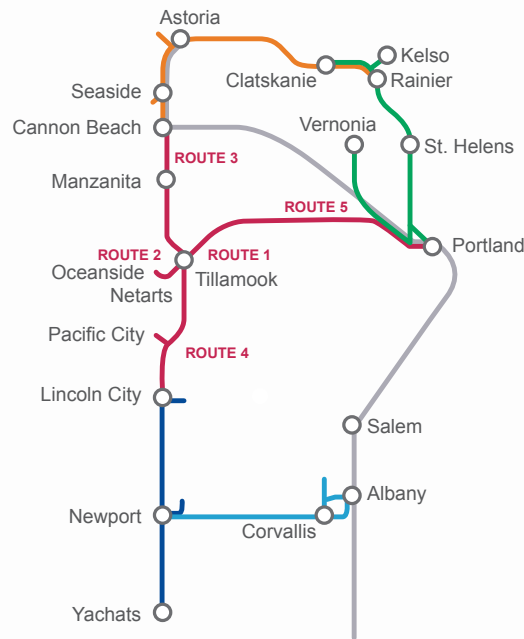 Astoria
Kelso
Clatskanie
Rainier
Seaside
Cannon Beach
Vernonia
St. Helens
ROUTE 3
Manzanita
ROUTE 5
Portland
ROUTE 2
ROUTE 1
Oceanside
Netarts
Tillamook
Pacific City
ROUTE 4
Lincoln City
Salem
Albany
Newport
Corvallis
Yachats